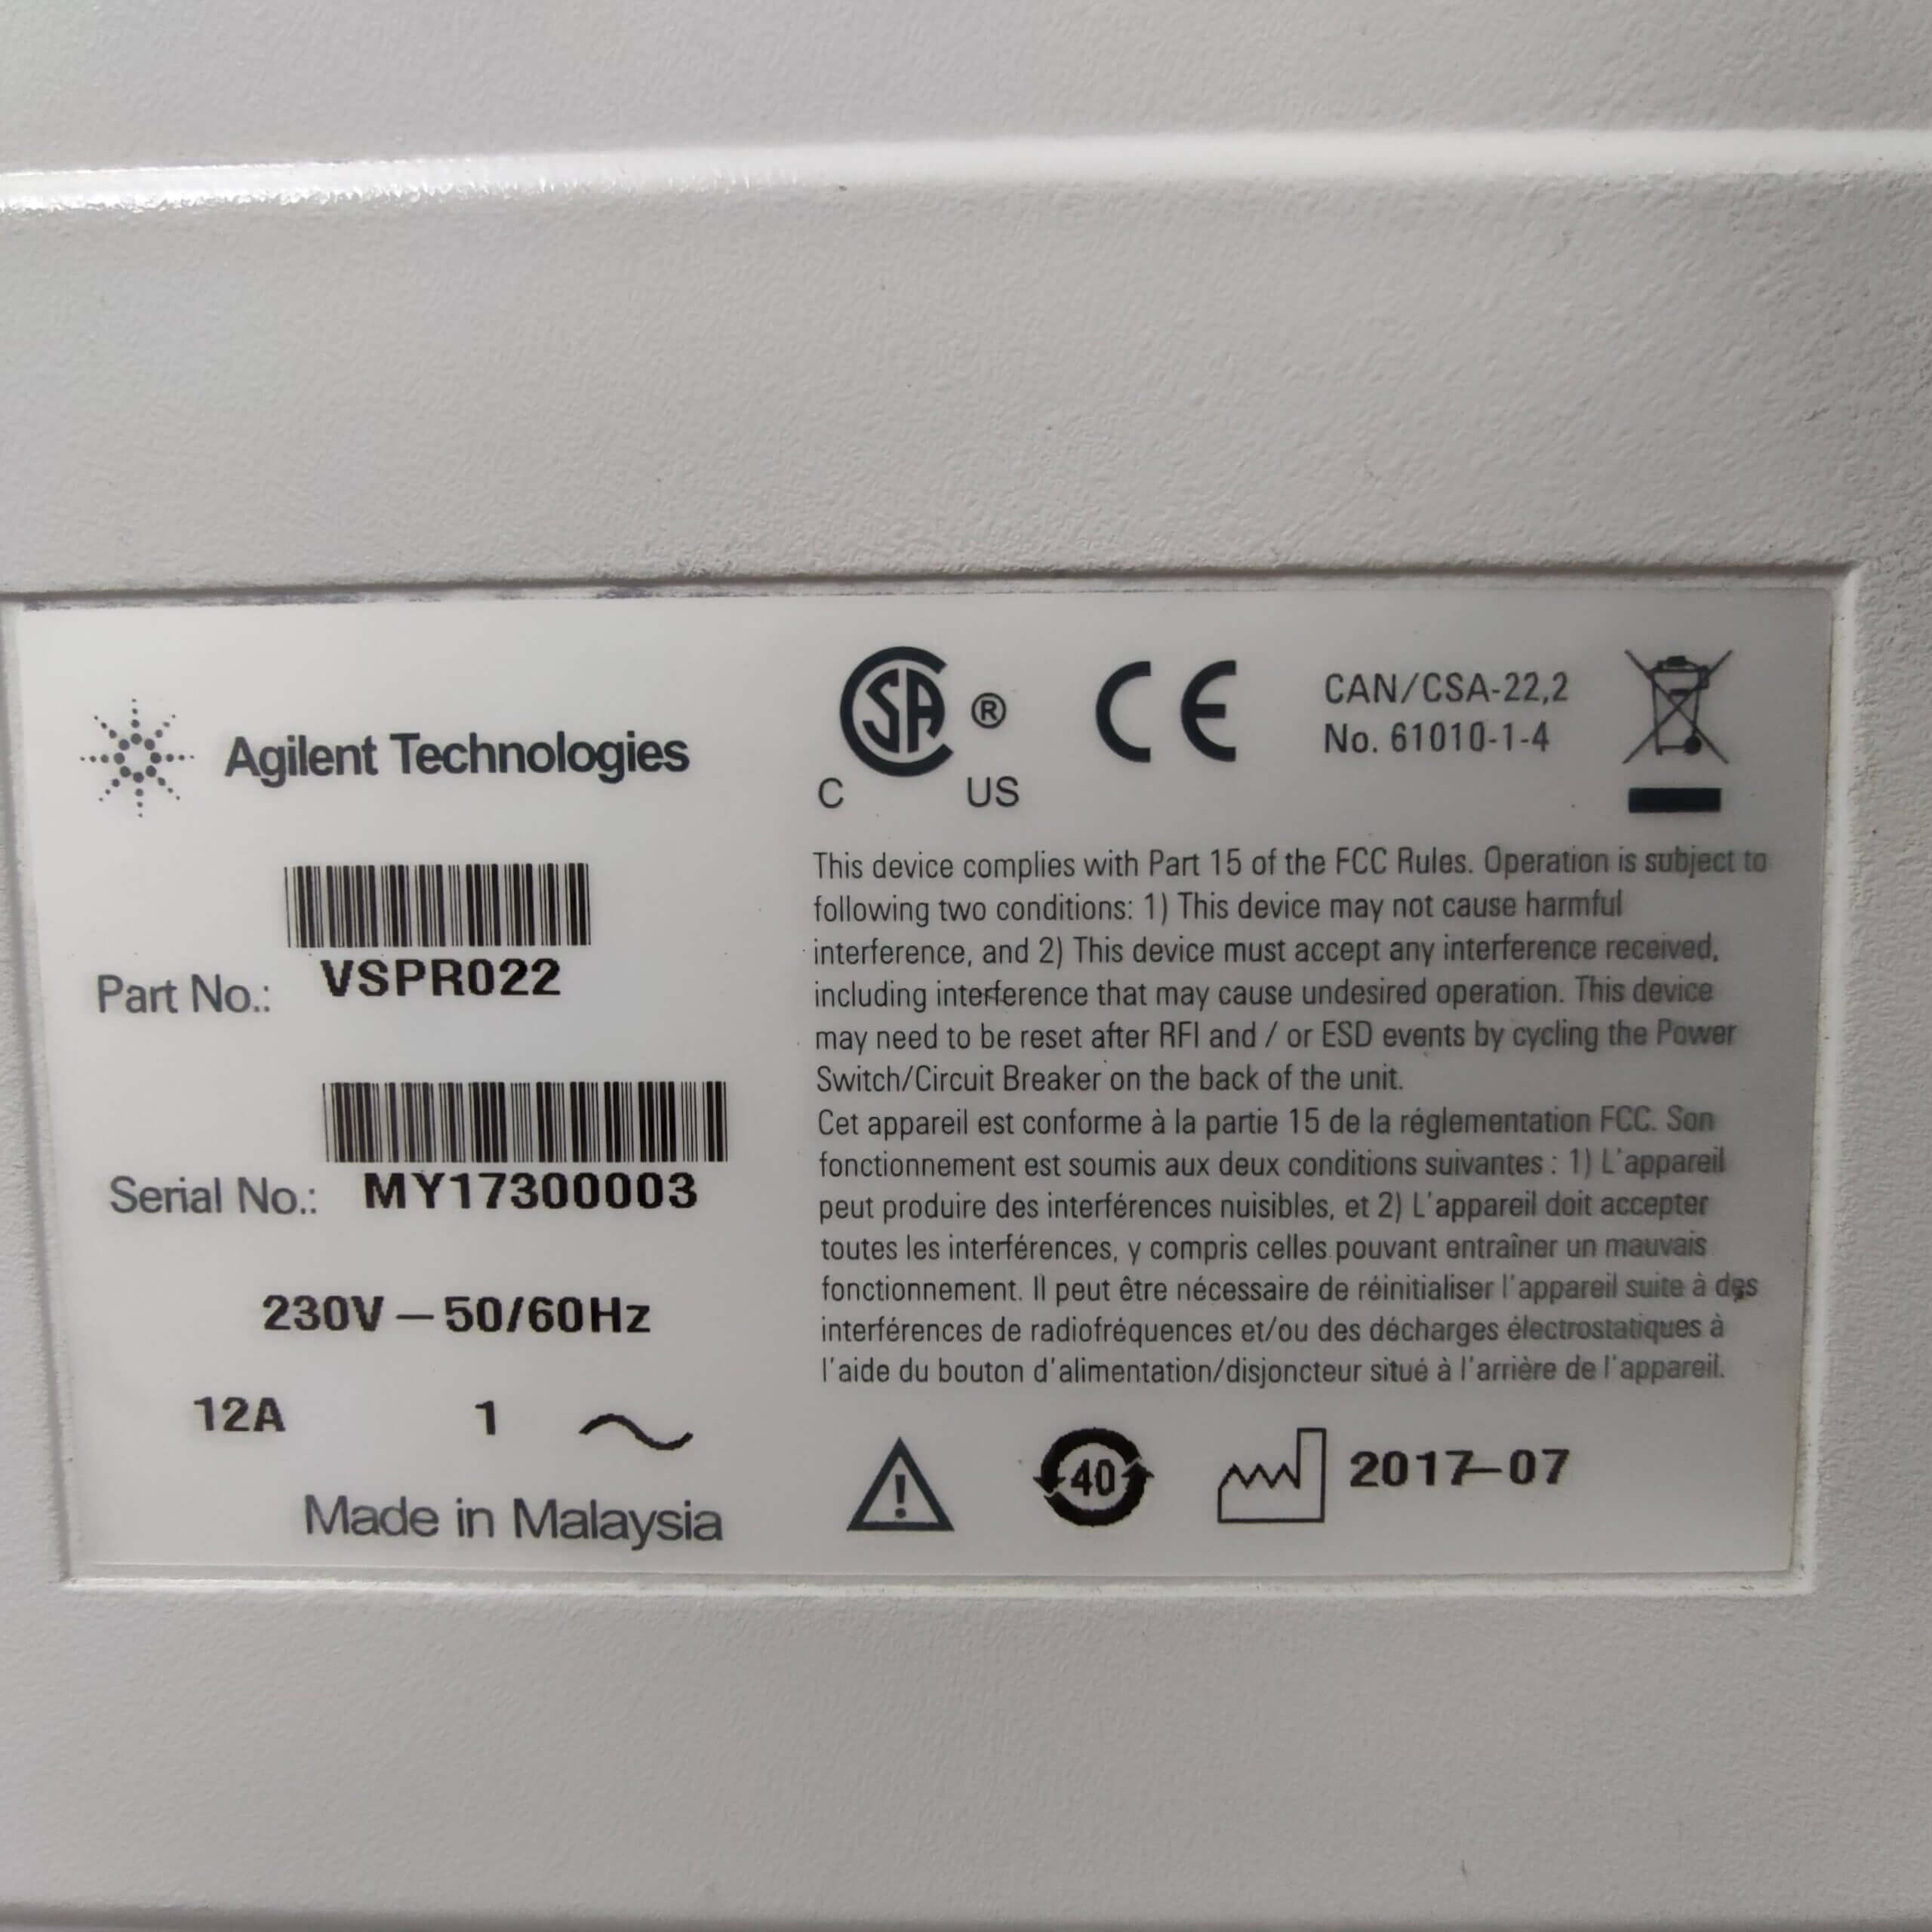 Agilent Technologies
Part No.: VSPR022
Serial No.: MY17300003
230V – 50/60Hz
12A 1 ~
Made in Malaysia
SA ®
C US
CE
CAN/CSA-22,2
No. 61010-1-4
This device complies with Part 15 of the FCC Rules. Operation is subject to
following two conditions: 1) This device may not cause harmful
interference, and 2) This device must accept any interference received,
including interference that may cause undesired operation. This device
may need to be reset after RFI and / or ESD events by cycling the Power
Switch/Circuit Breaker on the back of the unit.
Cet appareil est conforme à la partie 15 de la réglementation FCC. Son
fonctionnement est soumis aux deux conditions suivantes : 1) L'appareil
peut produire des interférences nuisibles, et 2) L'appareil doit accepter
toutes les interférences, y compris celles pouvant entraîner un mauvais
fonctionnement. Il peut être nécessaire de réinitialiser l'appareil suite à des
interférences de radiofréquences et/ou des décharges électrostatiques à
l'aide du bouton d'alimentation/disjoncteur situé à l'arrière de l'appareil.
! 40 2017-07